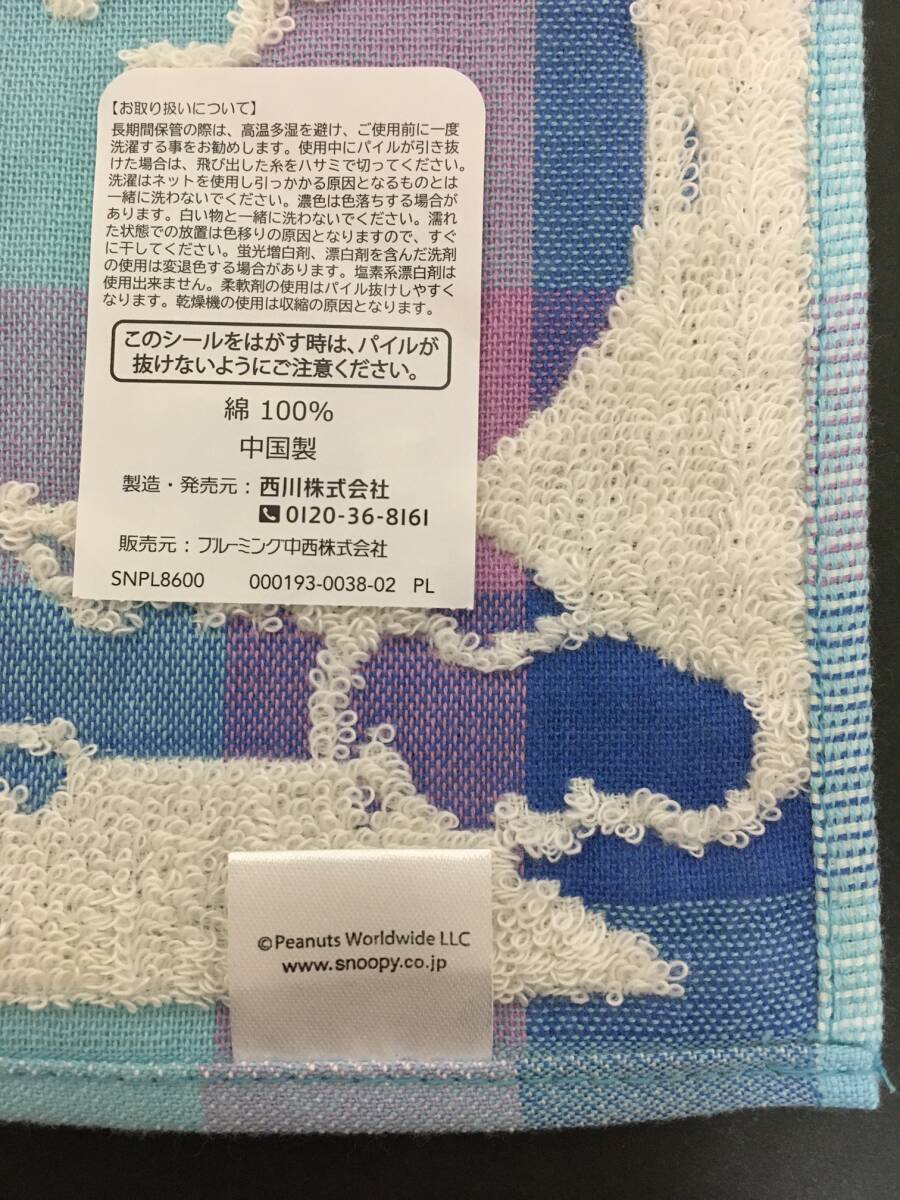 【お取り扱いについて】
長期間保管の際は、高温多湿を避け、ご使用前に一度
洗濯する事をお勧めします。使用中にパイルが引き抜
けた場合は、飛び出した糸をハサミで切ってください。
洗濯はネットを使用し引っかかる原因となるものとは
一緒に洗わないでください。濃色は色落ちする場合が
あります。白い物と一緒に洗わないでください。濡れ
た状態での放置は色移りの原因となりますので、すぐ
に干してください。蛍光増白剤、漂白剤を含んだ洗剤
の使用は変退色する場合があります。塩素系漂白剤は
使用出来ません。柔軟剤の使用はパイル抜けしやすく
なります。乾燥機の使用は収縮の原因となります。
このシールをはがす時は、パイルが
抜けないようにご注意ください。
綿 100%
中国製
製造・発売元：西川株式会社
0120-36-8161
販売元：ブルーミング中西株式会社
SNPL8600 000193-0038-02 PL
©Peanuts Worldwide LLC
www.snoopy.co.jp